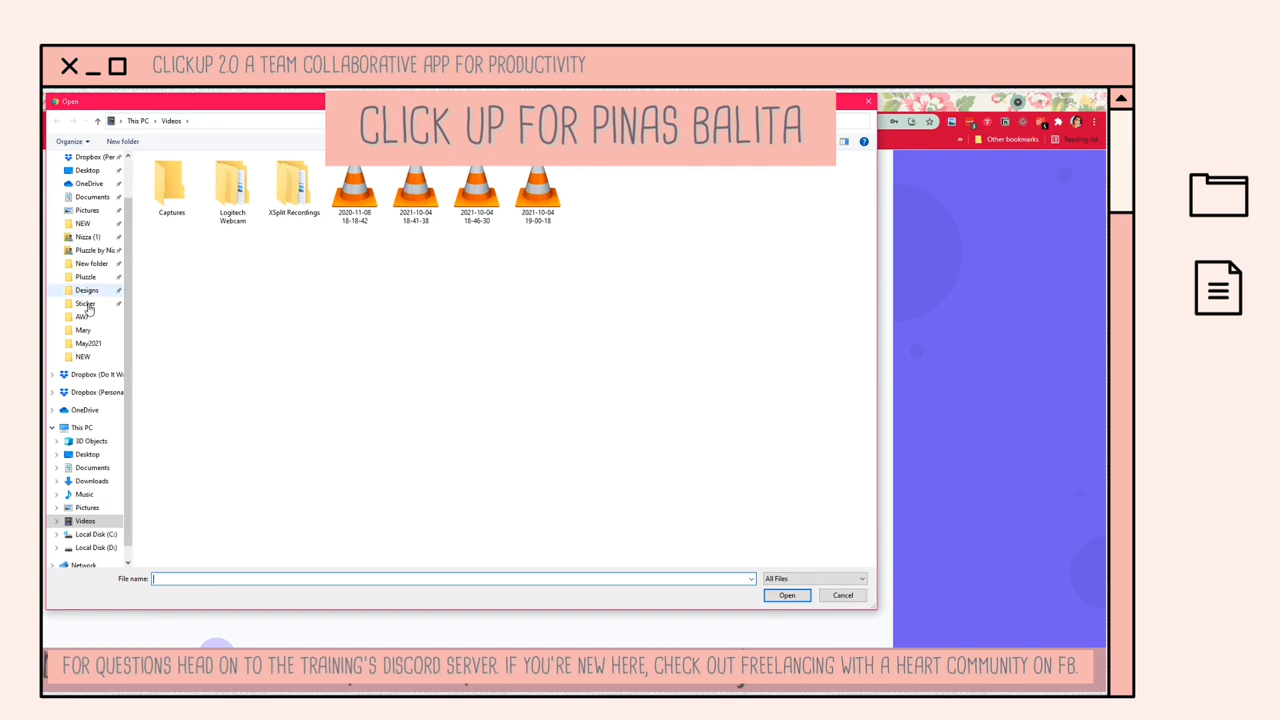 CLICKUP 2.0 A TEAM COLLABORATIVE APP FOR PRODUCTIVITY
Open
CLICK UP FOR PINAS BALITA
This PC > Videos >
Organize
New folder
Other bookmarks
Reading list
Dropbox (Per
Desktop
OneDrive
Documents
Pictures
NEW
Nizza (1)
Pluzzle by Ni
New folder
Pluzzle
Designs
Sticker
Mary
May2021
NEW
Dropbox (Do It W
Dropbox (Persona
OneDrive
This PC
3D Objects
Desktop
Documents
Downloads
Music
Pictures
Videos
Local Disk (C:)
Local Disk (D:)
Network
Captures
Logitech
Webcam
XSplit Recordings
2020-11-08
18-18-42
2021-10-04
18-41-38
2021-10-04
18-46-30
2021-10-04
19-00-18
File name:
All Files
Open
Cancel
FOR QUESTIONS HEAD ON TO THE TRAINING'S DISCORD SERVER. IF YOU'RE NEW HERE, CHECK OUT FREELANCING WITH A HEART COMMUNITY ON FB.